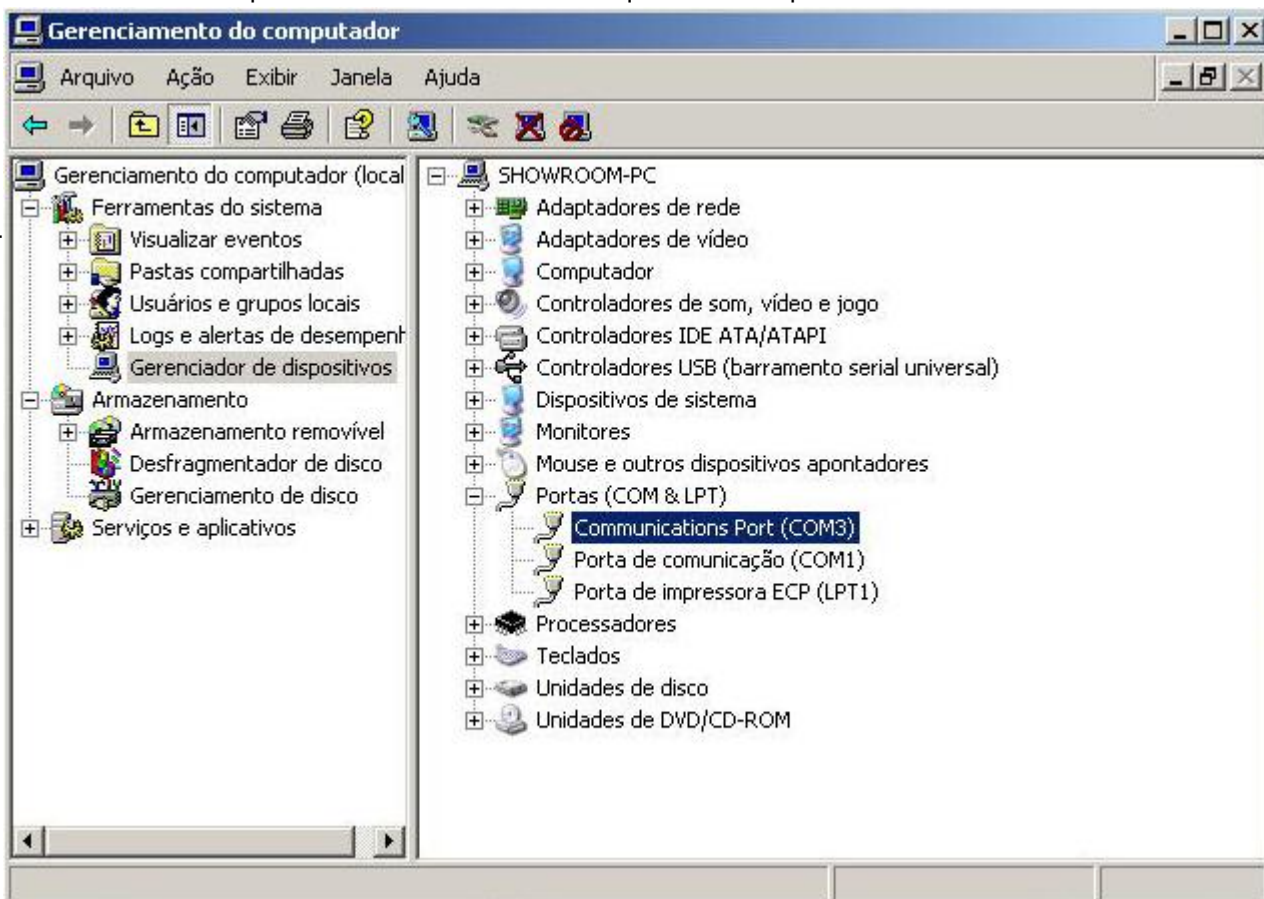 Gerenciamento do computador
Arquivo Ação Exibir Janela Ajuda
Gerenciamento do computador (local
Ferramentas do sistema
Visualizar eventos
Pastas compartilhadas
Usuários e grupos locais
Logs e alertas de desempenh
Gerenciador de dispositivos
Armazenamento
Armazenamento removível
Desfragmentador de disco
Gerenciamento de disco
Serviços e aplicativos
SHOWROOM-PC
Adaptadores de rede
Adaptadores de vídeo
Computador
Controladores de som, vídeo e jogo
Controladores IDE ATA/ATAPI
Controladores USB (barramento serial universal)
Dispositivos de sistema
Monitores
Mouse e outros dispositivos apontadores
Portas (COM & LPT)
Communications Port (COM3)
Porta de comunicação (COM1)
Porta de impressora ECP (LPT1)
Processadores
Teclados
Unidades de disco
Unidades de DVD/CD-ROM